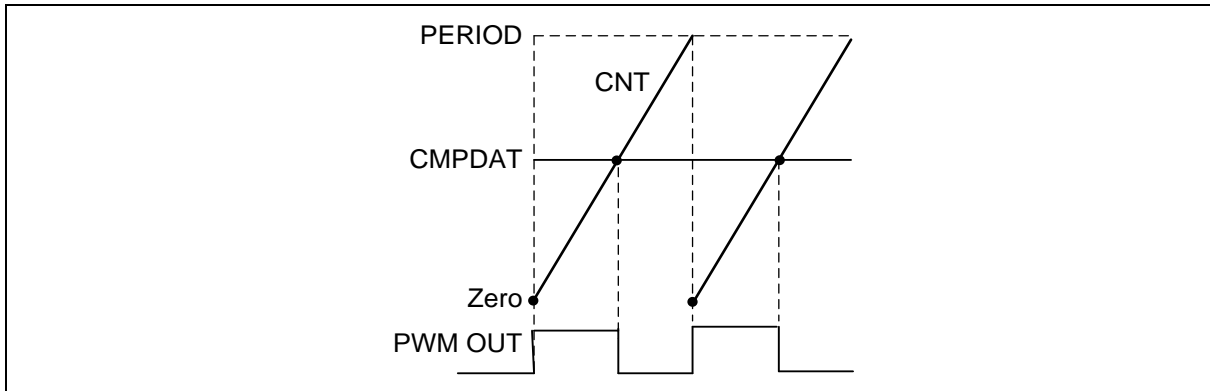 PERIOD
CNT
CMPDAT
Zero
PWM OUT